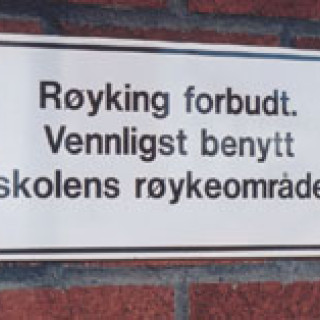 Røyking forbudt.
Vennligst benytt
skolens røykeområde